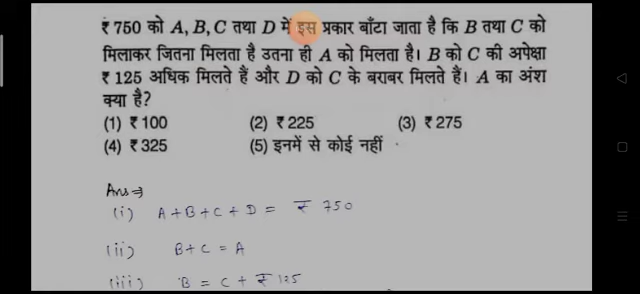 ₹ 750 को A, B, C तथा D में इस प्रकार बाँटा जाता है कि B तथा C को
मिलाकर जितना मिलता है उतना ही A को मिलता है। B को C की अपेक्षा
₹ 125 अधिक मिलते हैं और D को C के बराबर मिलते हैं। A का अंश
क्या है?
(1) ₹ 100 (2) ₹ 225 (3) ₹ 275
(4) ₹ 325 (5) इनमें से कोई नहीं
Ans ⇒
(i) A+B+C+D = ₹ 750
(ii) B+C = A
(iii) B = C + ₹ 125